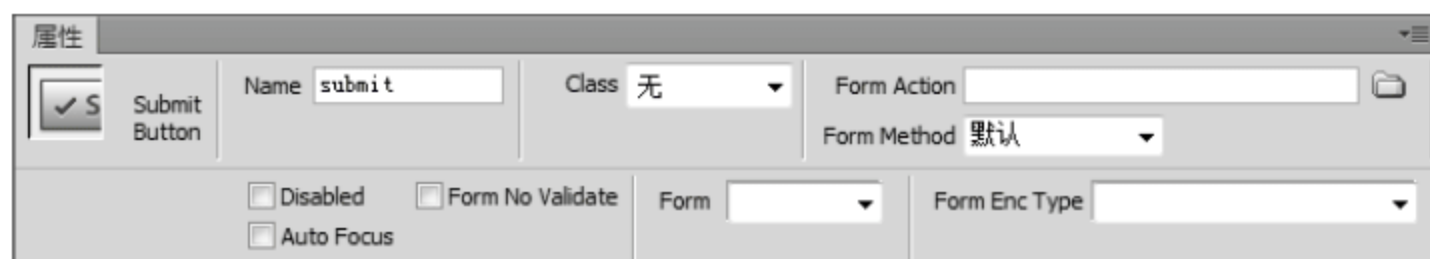 属性
S Submit Button Name submit Class 无 Form Action
Form Method 默认
Disabled Form No Validate Form Form Enc Type
Auto Focus